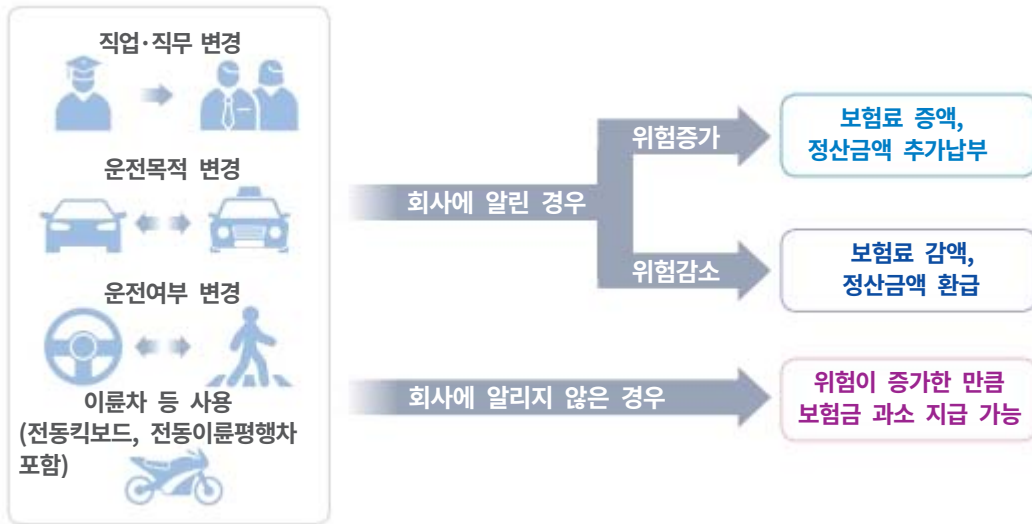 직업·직무 변경
운전목적 변경
운전여부 변경
이륜차 등 사용
(전동킥보드, 전동이륜평행차
포함)
회사에 알린 경우
위험증가
보험료 증액,
정산금액 추가납부
위험감소
보험료 감액,
정산금액 환급
회사에 알리지 않은 경우
위험이 증가한 만큼
보험금 과소 지급 가능